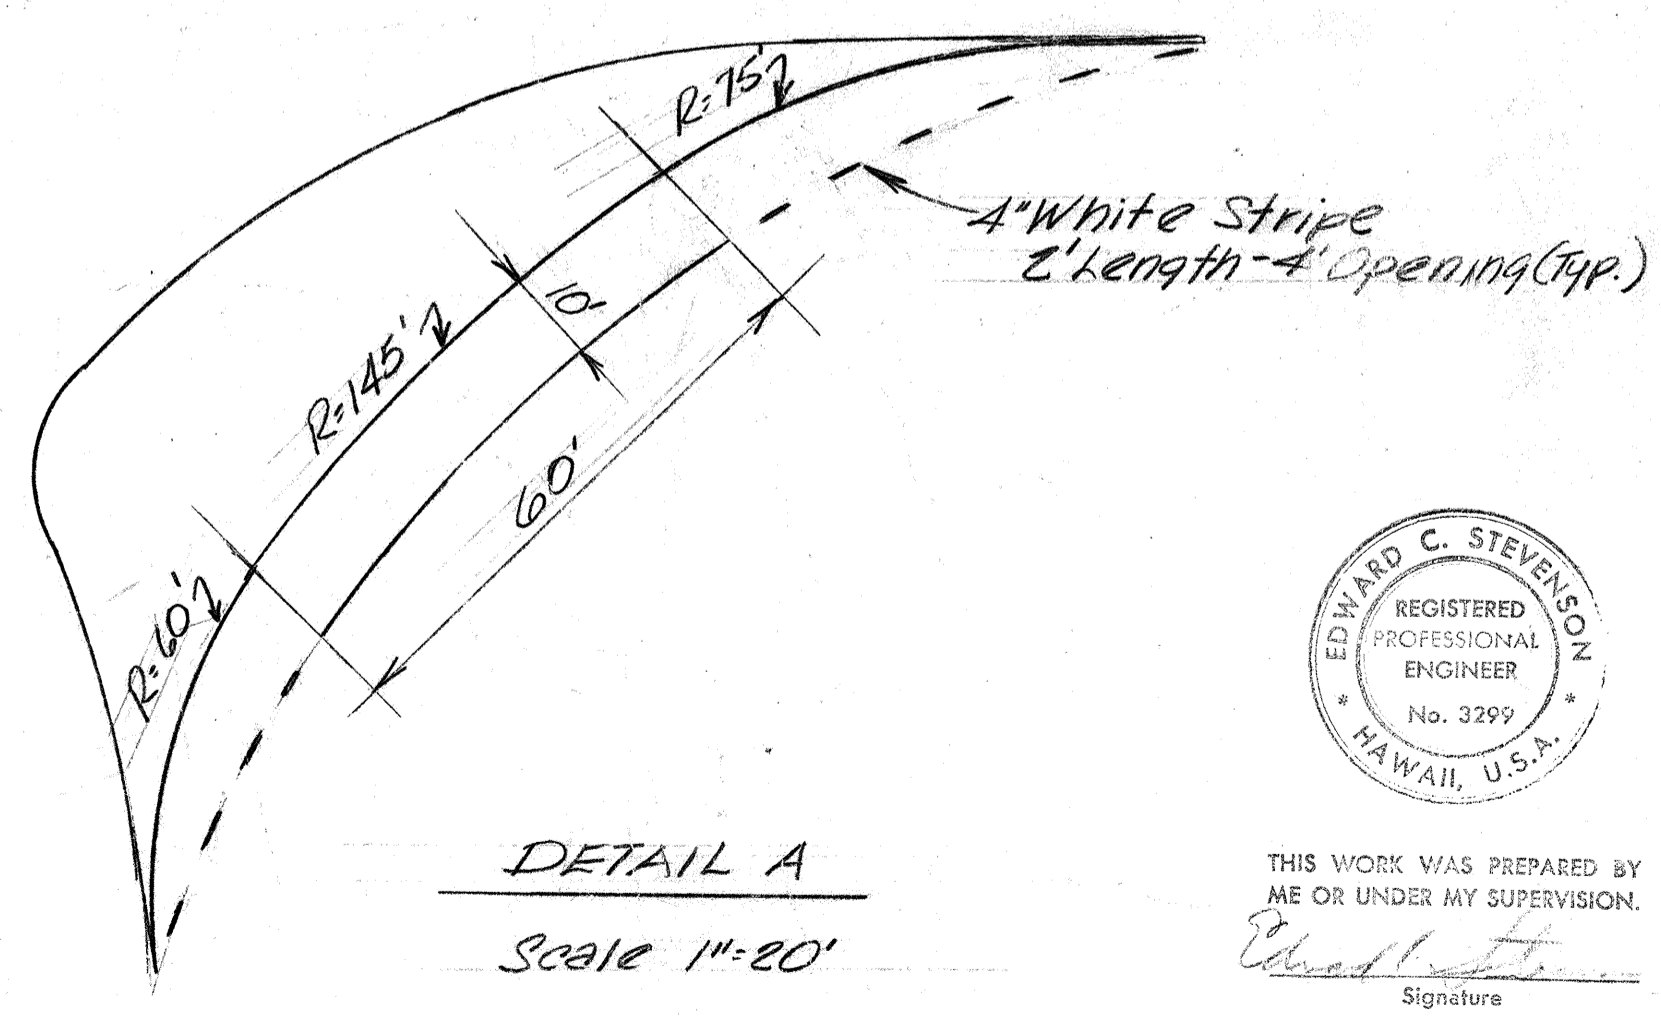 R=75'
4" White Stripe
2' Length - 4' Opening (Typ.)
10'
R=145'
60'
R=60'
DETAIL A
Scale 1"=20'
EDWARD C. STEVENSON
REGISTERED
PROFESSIONAL
ENGINEER
No. 3299
* HAWAII, U.S.A. *
THIS WORK WAS PREPARED BY
ME OR UNDER MY SUPERVISION.
Signature